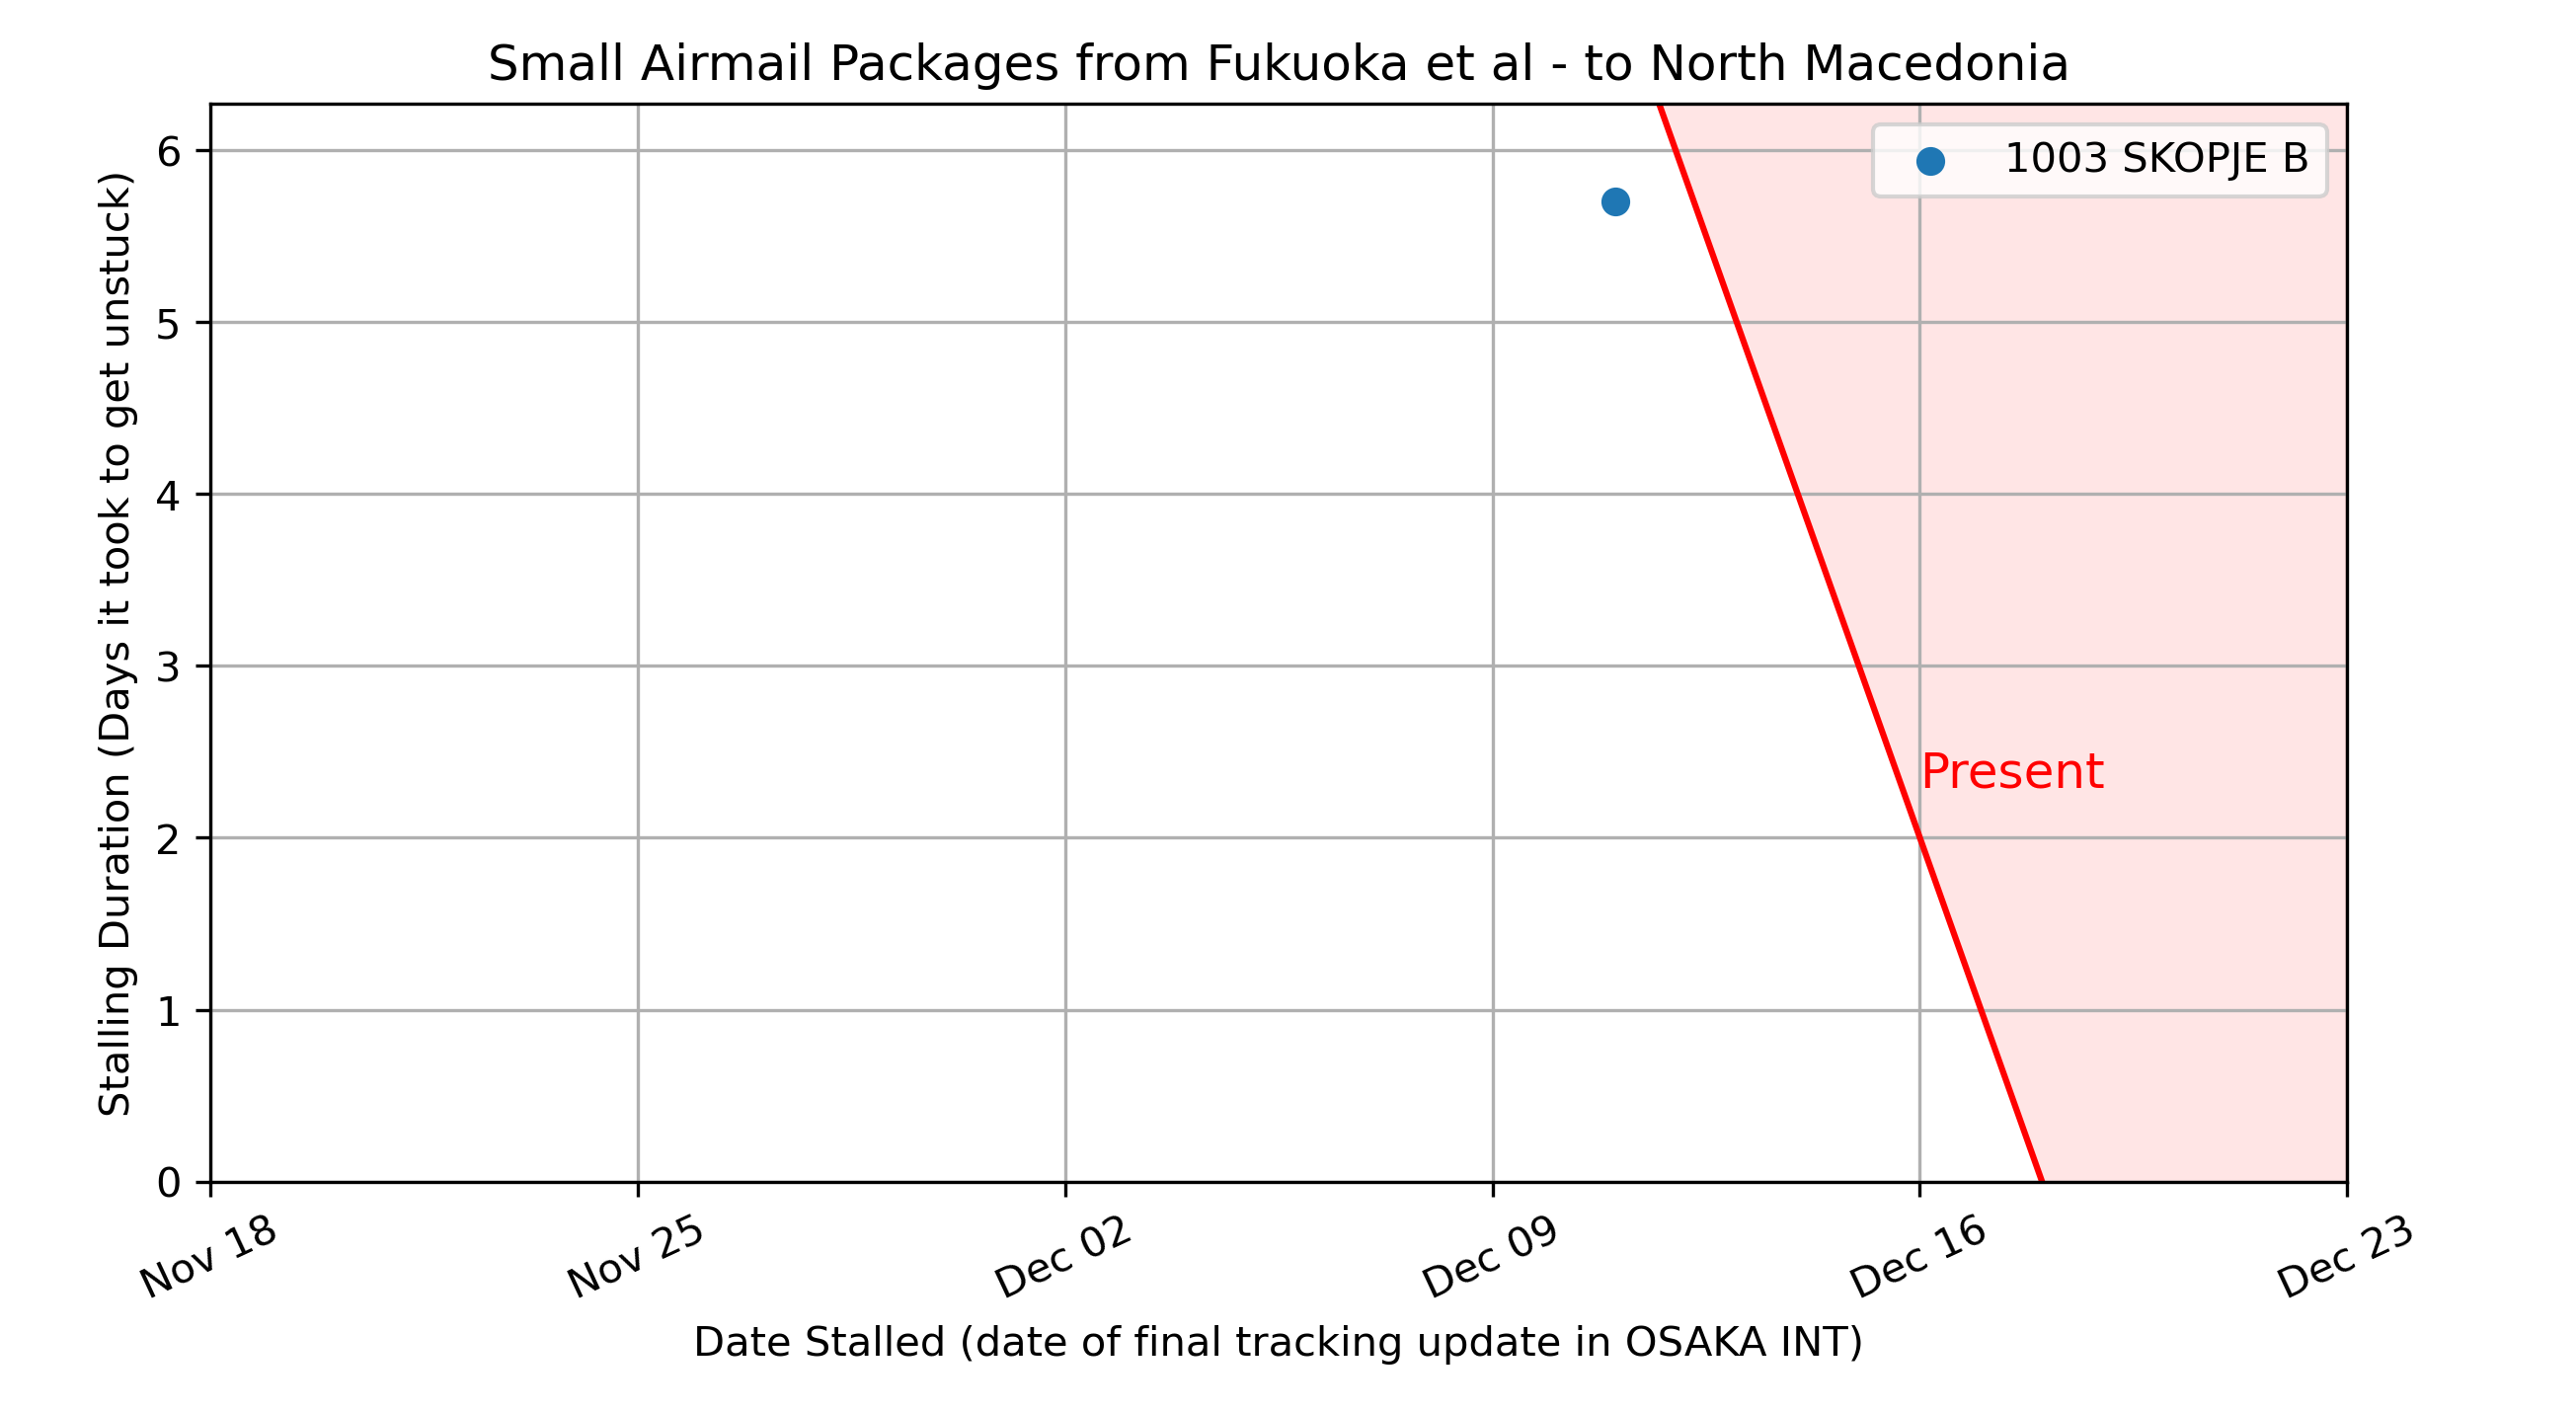 Small Airmail Packages from Fukuoka et al - to North Macedonia
1003 SKOPJE B
Stalling Duration (Days it took to get unstuck)
6
5
4
3
2
1
0
Present
Nov 18
Nov 25
Dec 02
Dec 09
Dec 16
Dec 23
Date Stalled (date of final tracking update in OSAKA INT)